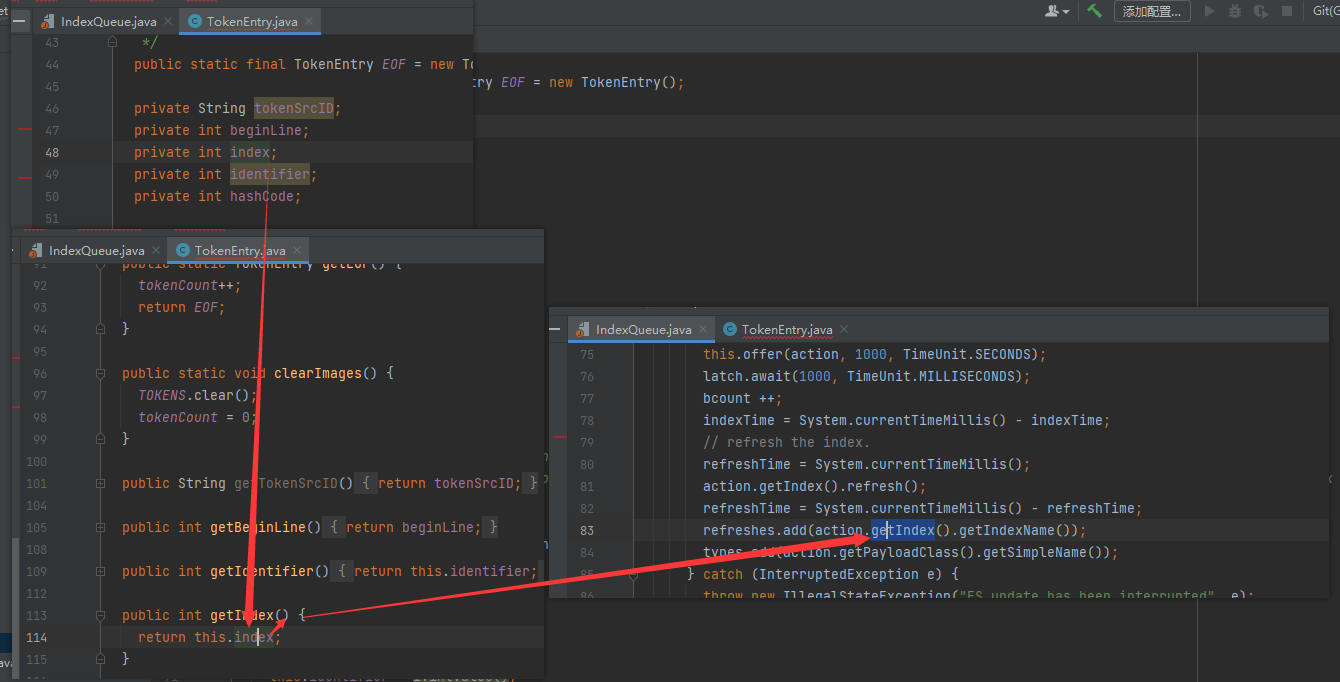 IndexQueue.java TokenEntry.java
添加配置...
Git(G
43 */
44 public static final TokenEntry EOF = new To
45
46 private String tokenSrcID;
47 private int beginLine;
48 private int index;
49 private int identifier;
50 private int hashCode;
51
try EOF = new TokenEntry();
IndexQueue.java TokenEntry.java
91 public static TokenEntry getEOF() {
92 tokenCount++;
93 return EOF;
94 }
95
96 public static void clearImages() {
97 TOKENS.clear();
98 tokenCount = 0;
99 }
100
101 public String getTokenSrcID() { return tokenSrcID; }
104
105 public int getBeginLine() { return beginLine; }
108
109 public int getIdentifier() { return this.identifier;
112
113 public int getIndex() {
114 return this.index;
115 }
IndexQueue.java TokenEntry.java
75 this.offer(action, 1000, TimeUnit.SECONDS);
76 latch.await(1000, TimeUnit.MILLISECONDS);
77 bcount ++;
78 indexTime = System.currentTimeMillis() - indexTime;
79 // refresh the index.
80 refreshTime = System.currentTimeMillis();
81 action.getIndex().refresh();
82 refreshTime = System.currentTimeMillis() - refreshTime;
83 refreshes.add(action.getIndex().getIndexName());
84 types.add(action.getPayloadClass().getSimpleName());
85 } catch (InterruptedException e) {
86 throw new IllegalStateException("ES update has been interrupted", e);